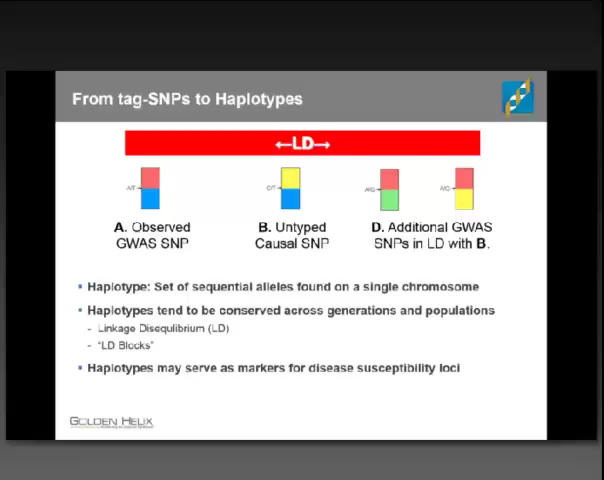 From tag-SNPs to Haplotypes
←LD→
A/T
C/T
A/G
A/C
A. Observed
GWAS SNP
B. Untyped
Causal SNP
D. Additional GWAS
SNPs in LD with B.
▪ Haplotype: Set of sequential alleles found on a single chromosome
▪ Haplotypes tend to be conserved across generations and populations
- Linkage Disequlibrium (LD)
- “LD Blocks”
▪ Haplotypes may serve as markers for disease susceptibility loci
GOLDEN HELIX